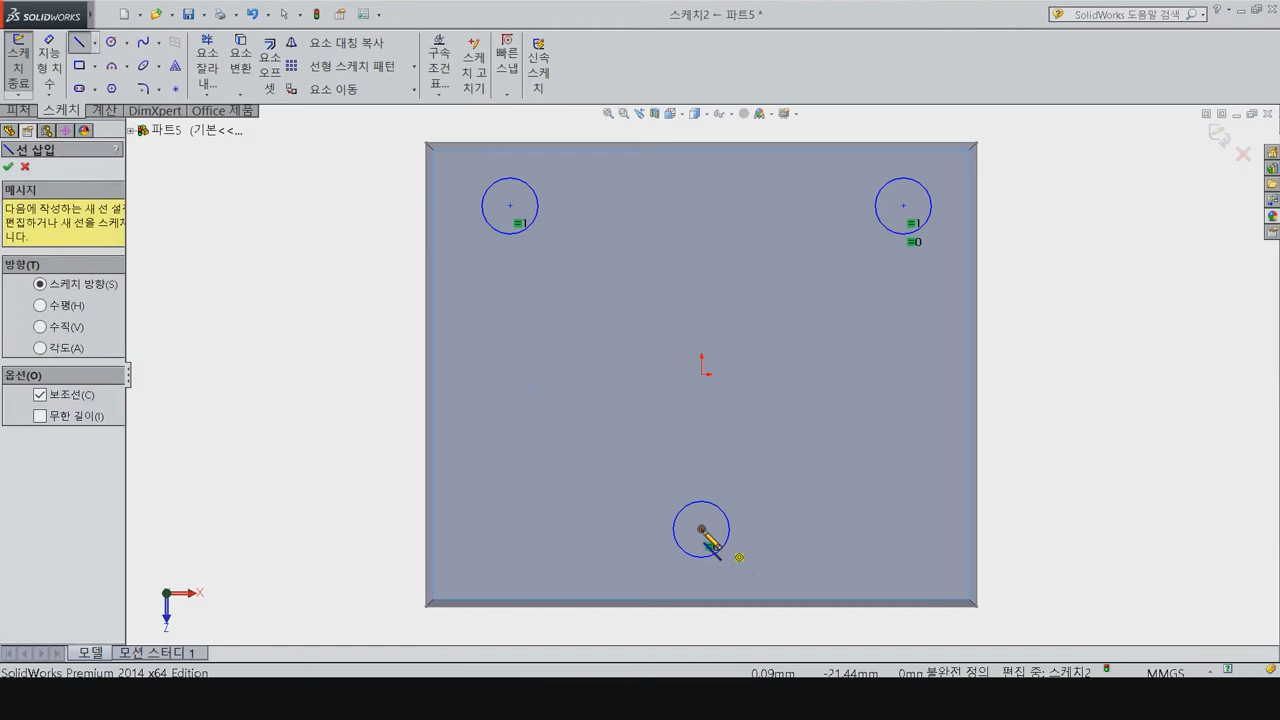 SOLIDWORKS
스케치2 ← 파트5 *
SolidWorks 도움말 검색
스케치 종료
지능형 치수
요소 잘라내...
요소 변환
요소 오프셋
요소 대칭 복사
선형 스케치 패턴
요소 이동
구속 조건 표...
스케치 고치기
빠른 스냅
신속 스케치
피처
스케치
계산
DimXpert
Office 제품
파트5 (기본<<...
선 삽입
?
메시지
다음에 작성하는 새 선 설정
편집하거나 새 선을 스케치
니다.
방향(T)
스케치 방향(S)
수평(H)
수직(V)
각도(A)
옵션(O)
보조선(C)
무한 길이(I)
1
1
0
X
Z
모델
모션 스터디 1
SolidWorks Premium 2014 x64 Edition
0.09mm
-21.44mm
0mm 불완전 정의
편집 중: 스케치2
MMGS